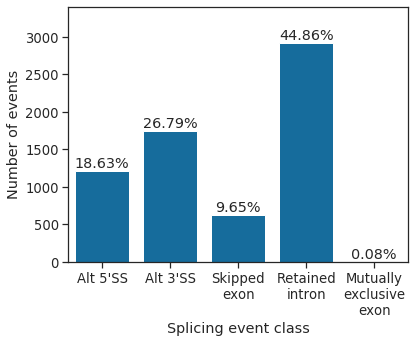 Number of events
3000
2500
2000
1500
1000
500
0
18.63%
26.79%
9.65%
44.86%
0.08%
Alt 5'SS
Alt 3'SS
Skipped
exon
Retained
intron
Mutually
exclusive
exon
Splicing event class